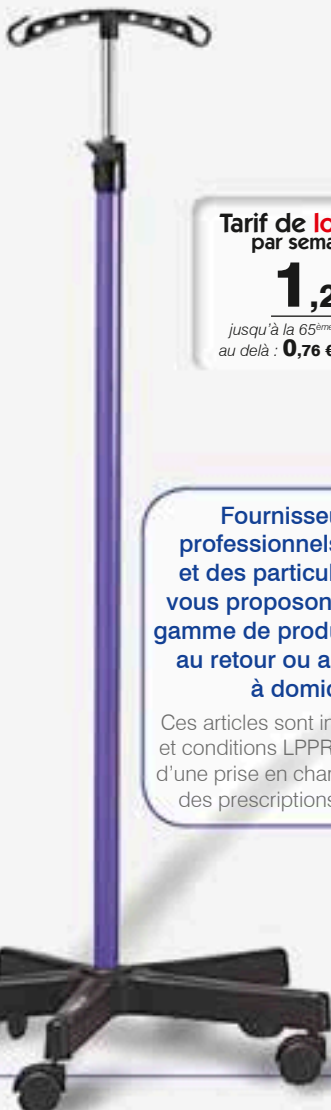 Tarif de lo
par sema
1,2
jusqu'à la 65ème
au delà : 0,76 €
Fournisseu
professionnels
et des particul
vous proposon
gamme de produ
au retour ou a
à domic
Ces articles sont in
et conditions LPPR
d'une prise en char
des prescriptions